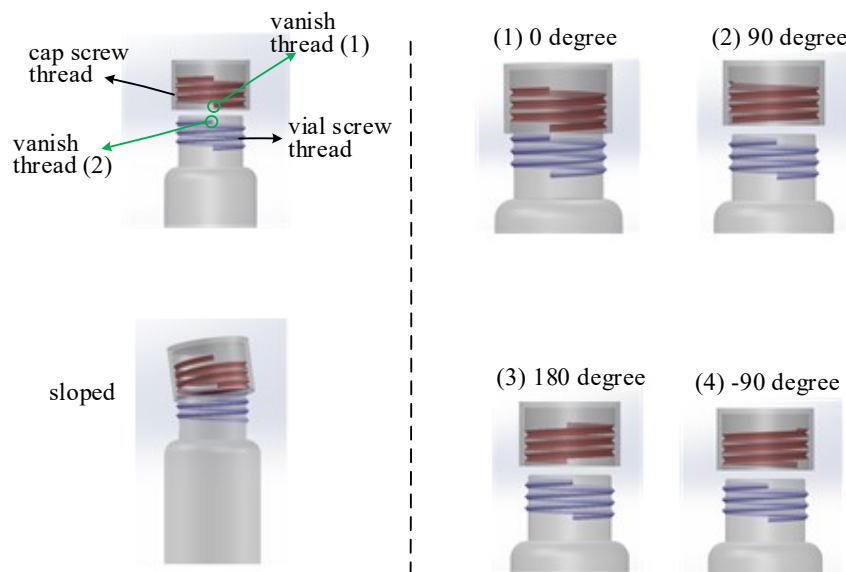 vanish
thread (1)
cap screw
thread
vanish
thread (2)
vial screw
thread
sloped
(1) 0 degree
(2) 90 degree
(3) 180 degree
(4) -90 degree